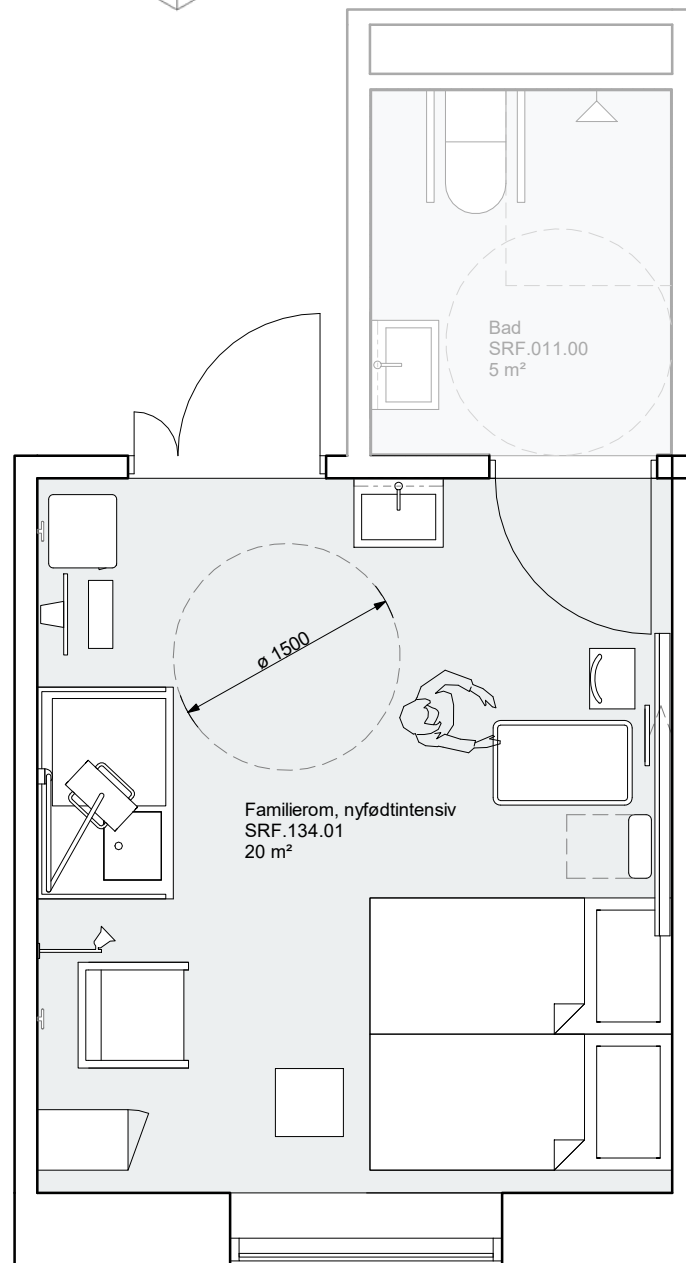 Bad
SRF.011.00
5 m²
ø 1500
Familierom, nyfødtintensiv
SRF.134.01
20 m²